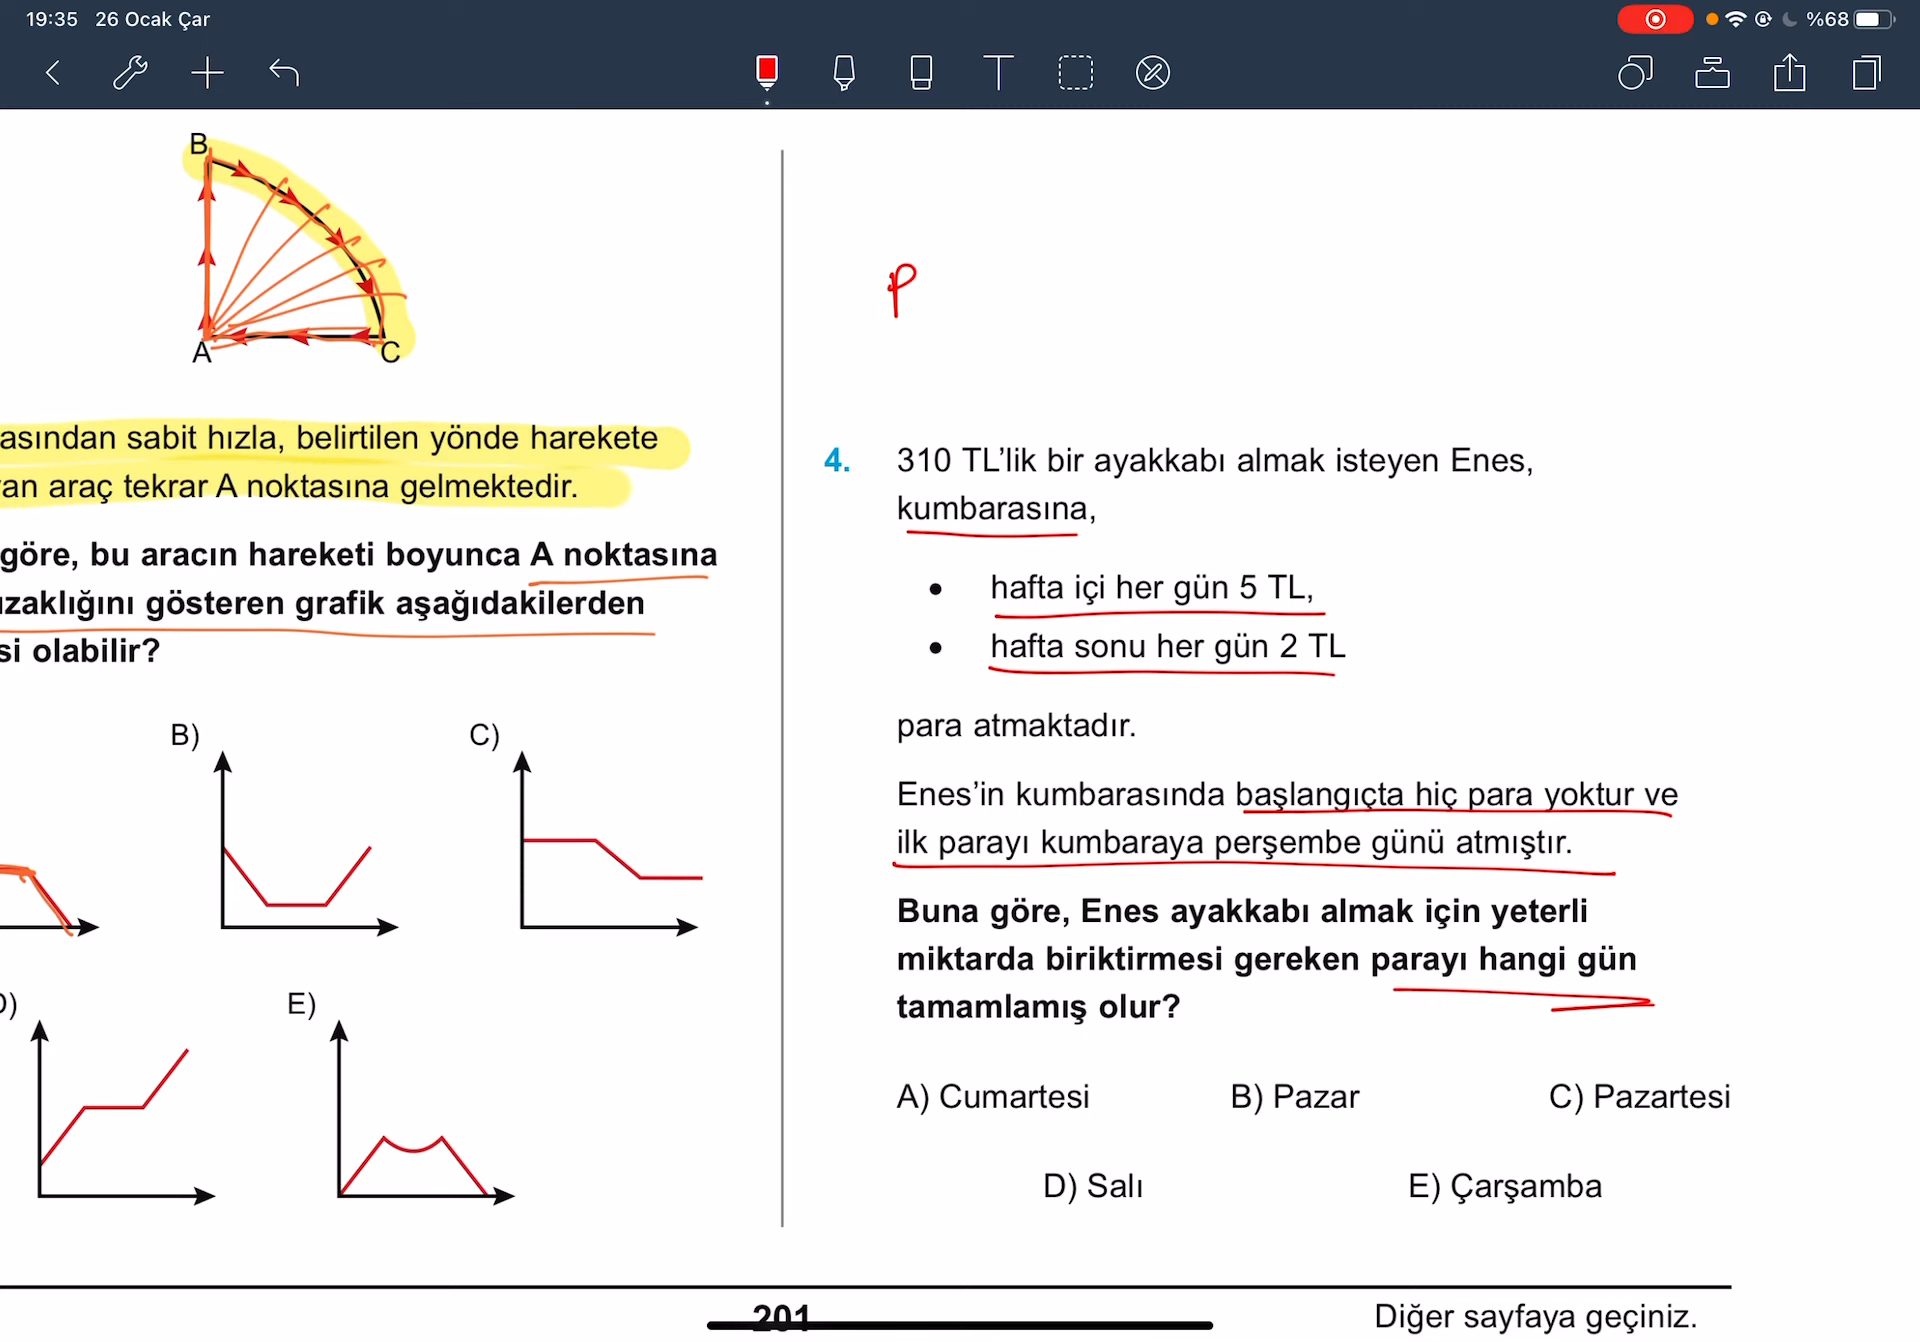 19:35 26 Ocak Çar
%68
B
A
C
asından sabit hızla, belirtilen yönde harekete
an araç tekrar A noktasına gelmektedir.
göre, bu aracın hareketi boyunca A noktasına
uzaklığını gösteren grafik aşağıdakilerden
si olabilir?
B)
C)
D)
E)
P
4. 310 TL’lik bir ayakkabı almak isteyen Enes,
kumbarasına,
• hafta içi her gün 5 TL,
• hafta sonu her gün 2 TL
para atmaktadır.
Enes’in kumbarasında başlangıçta hiç para yoktur ve
ilk parayı kumbaraya perşembe günü atmıştır.
Buna göre, Enes ayakkabı almak için yeterli
miktarda biriktirmesi gereken parayı hangi gün
tamamlamış olur?
A) Cumartesi B) Pazar C) Pazartesi
D) Salı E) Çarşamba
201
Diğer sayfaya geçiniz.